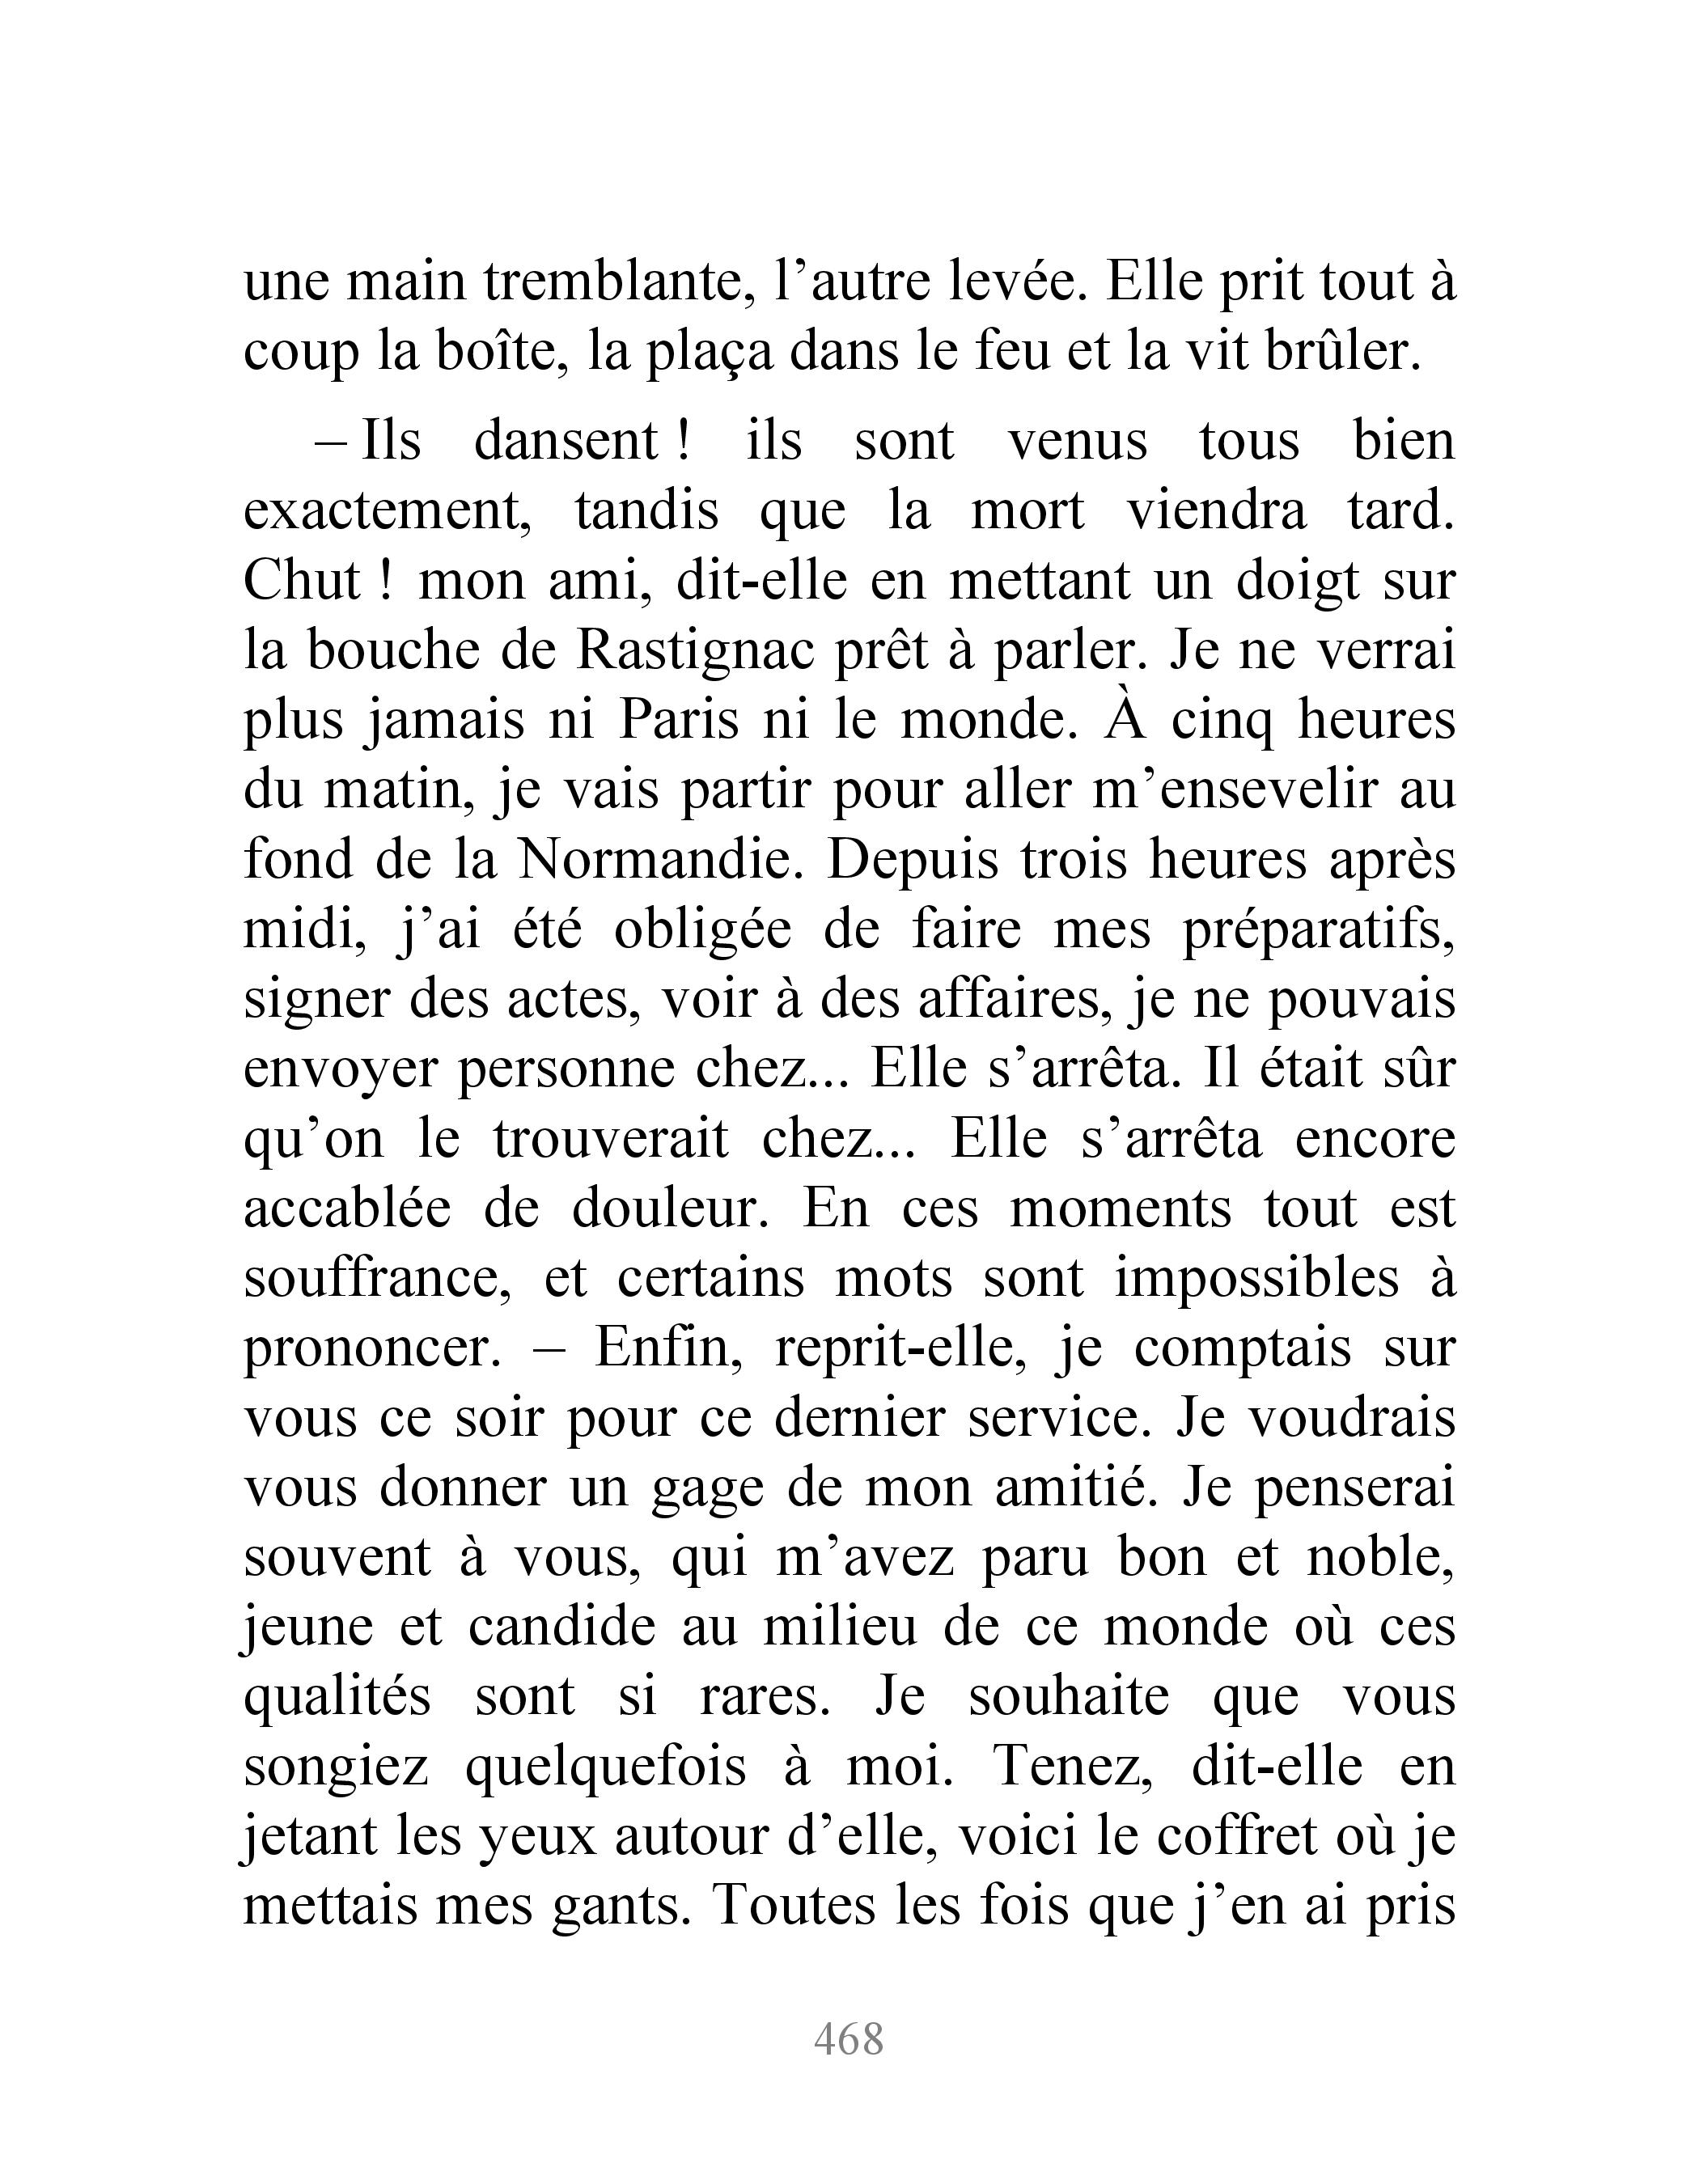 une main tremblante, l’autre levée. Elle prit tout à
coup la boîte, la plaça dans le feu et la vit brûler.
– Ils dansent ! ils sont venus tous bien
exactement, tandis que la mort viendra tard.
Chut ! mon ami, dit-elle en mettant un doigt sur
la bouche de Rastignac prêt à parler. Je ne verrai
plus jamais ni Paris ni le monde. À cinq heures
du matin, je vais partir pour aller m’ensevelir au
fond de la Normandie. Depuis trois heures après
midi, j’ai été obligée de faire mes préparatifs,
signer des actes, voir à des affaires, je ne pouvais
envoyer personne chez... Elle s’arrêta. Il était sûr
qu’on le trouverait chez... Elle s’arrêta encore
accablée de douleur. En ces moments tout est
souffrance, et certains mots sont impossibles à
prononcer. – Enfin, reprit-elle, je comptais sur
vous ce soir pour ce dernier service. Je voudrais
vous donner un gage de mon amitié. Je penserai
souvent à vous, qui m’avez paru bon et noble,
jeune et candide au milieu de ce monde où ces
qualités sont si rares. Je souhaite que vous
songiez quelquefois à moi. Tenez, dit-elle en
jetant les yeux autour d’elle, voici le coffret où je
mettais mes gants. Toutes les fois que j’en ai pris
468